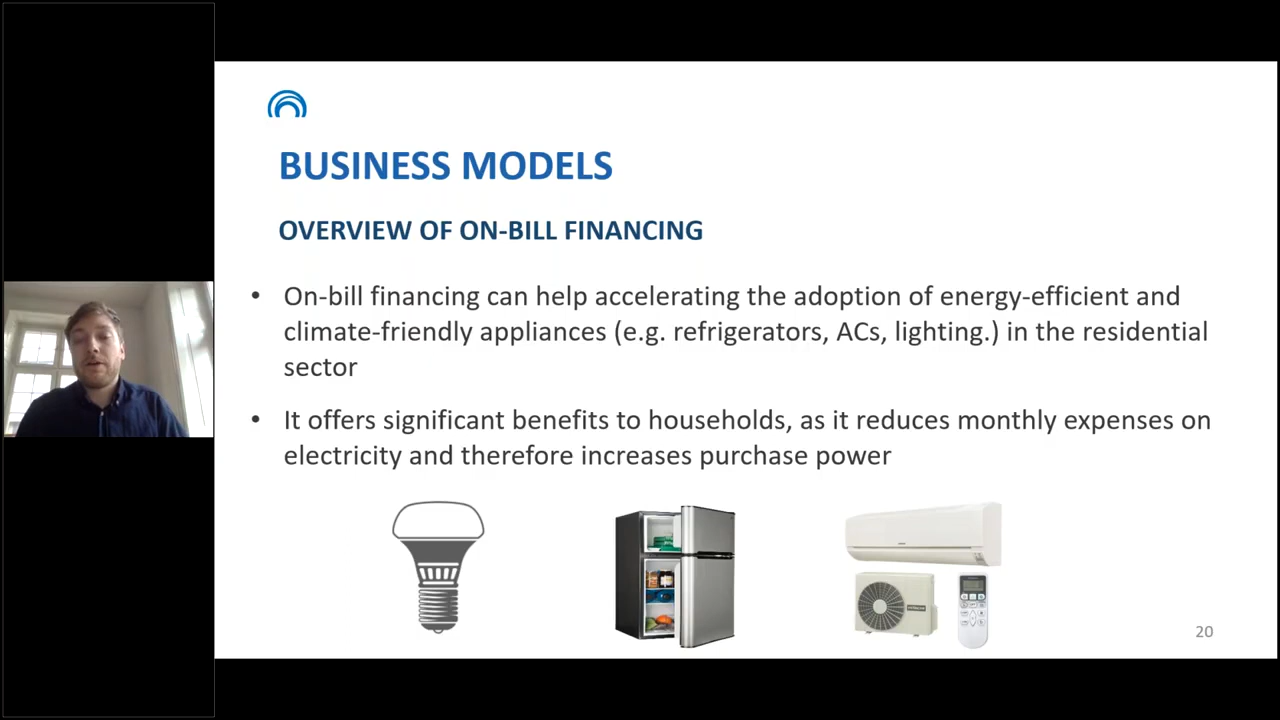 BUSINESS MODELS
OVERVIEW OF ON-BILL FINANCING
• On-bill financing can help accelerating the adoption of energy-efficient and
climate-friendly appliances (e.g. refrigerators, ACs, lighting.) in the residential
sector
• It offers significant benefits to households, as it reduces monthly expenses on
electricity and therefore increases purchase power
20